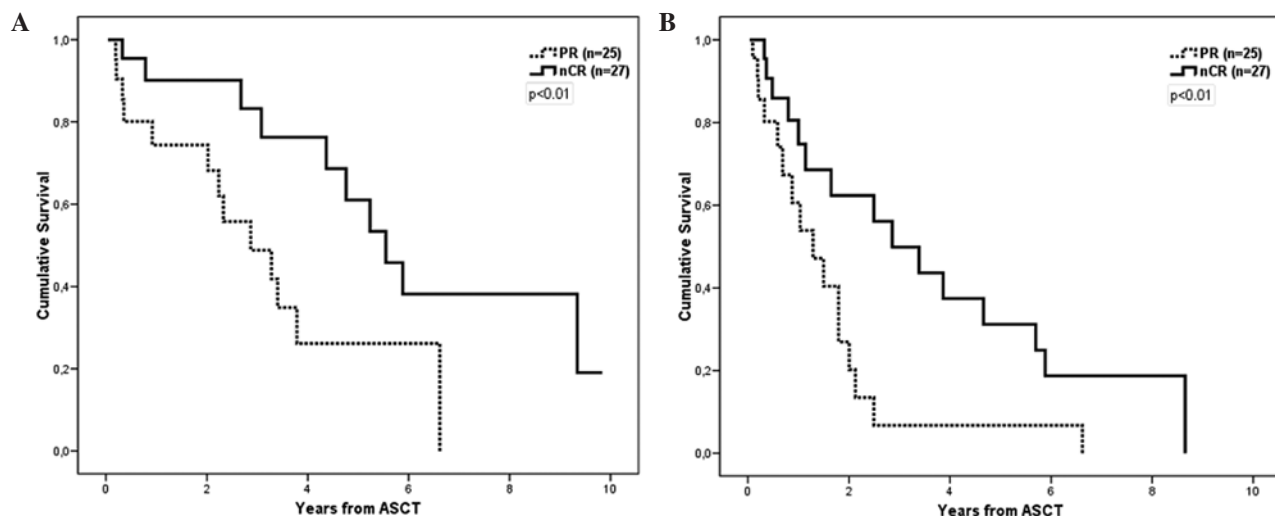 A
PR (n=25)
nCR (n=27)
p<0.01
1,0
0,8
0,6
0,4
0,2
0,0
Cumulative Survival
0 2 4 6 8 10
Years from ASCT
B
PR (n=25)
nCR (n=27)
p<0.01
1,0
0,8
0,6
0,4
0,2
0,0
Cumulative Survival
0 2 4 6 8 10
Years from ASCT